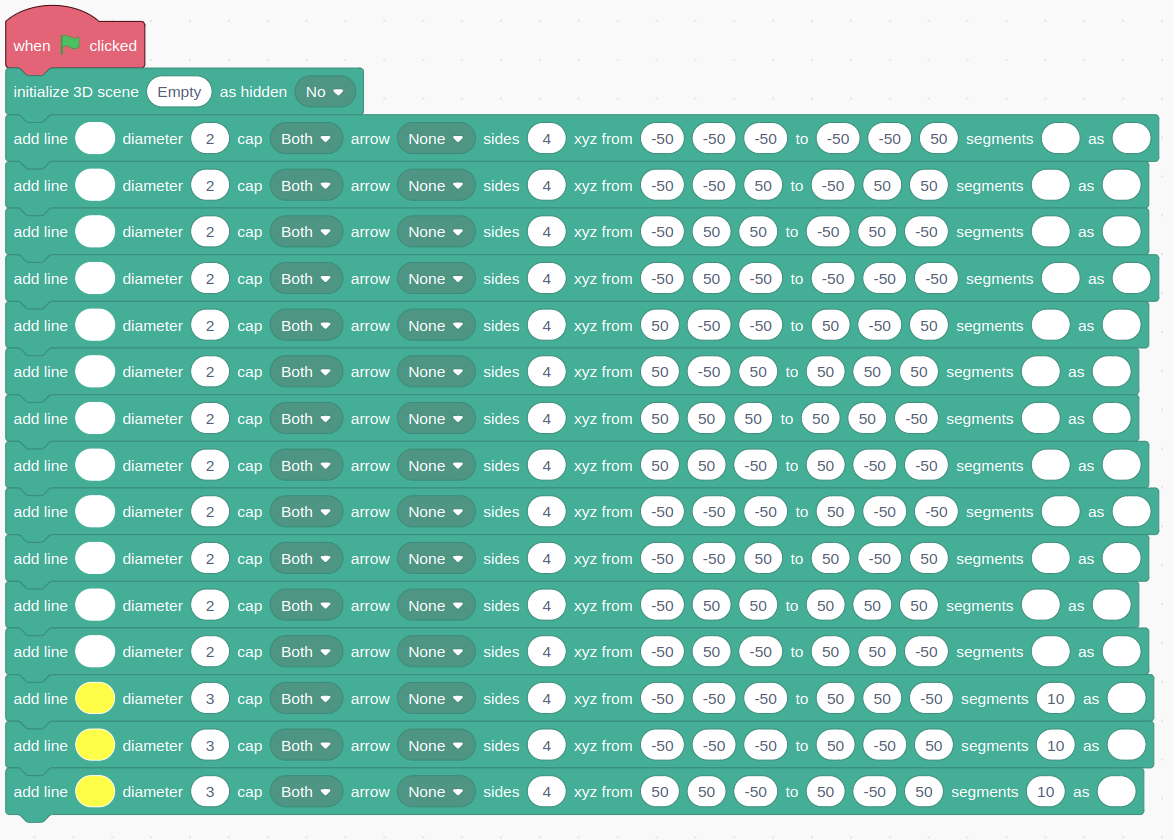 when clicked
initialize 3D scene Empty as hidden No
add line diameter 2 cap Both arrow None sides 4 xyz from -50 -50 -50 to -50 -50 50 segments as
add line diameter 2 cap Both arrow None sides 4 xyz from -50 -50 50 to -50 50 50 segments as
add line diameter 2 cap Both arrow None sides 4 xyz from -50 50 50 to -50 50 -50 segments as
add line diameter 2 cap Both arrow None sides 4 xyz from -50 50 -50 to -50 -50 -50 segments as
add line diameter 2 cap Both arrow None sides 4 xyz from 50 -50 -50 to 50 -50 50 segments as
add line diameter 2 cap Both arrow None sides 4 xyz from 50 -50 50 to 50 50 50 segments as
add line diameter 2 cap Both arrow None sides 4 xyz from 50 50 50 to 50 50 -50 segments as
add line diameter 2 cap Both arrow None sides 4 xyz from 50 50 -50 to 50 -50 -50 segments as
add line diameter 2 cap Both arrow None sides 4 xyz from -50 -50 -50 to 50 -50 -50 segments as
add line diameter 2 cap Both arrow None sides 4 xyz from -50 -50 50 to 50 -50 50 segments as
add line diameter 2 cap Both arrow None sides 4 xyz from -50 50 50 to 50 50 50 segments as
add line diameter 2 cap Both arrow None sides 4 xyz from -50 50 -50 to 50 50 -50 segments as
add line diameter 3 cap Both arrow None sides 4 xyz from -50 -50 -50 to 50 50 -50 segments 10 as
add line diameter 3 cap Both arrow None sides 4 xyz from -50 -50 -50 to 50 -50 50 segments 10 as
add line diameter 3 cap Both arrow None sides 4 xyz from 50 50 -50 to 50 -50 50 segments 10 as